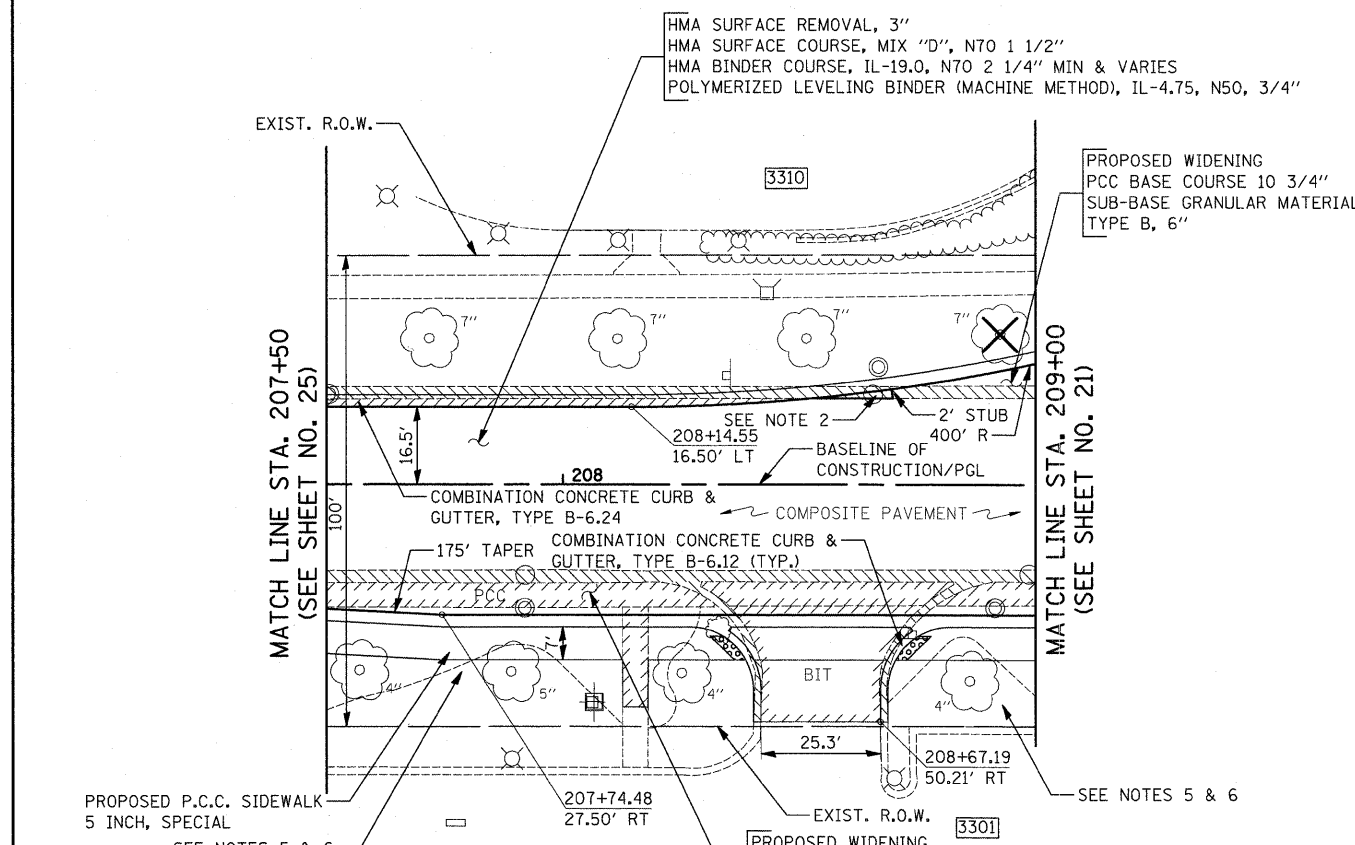 HMA SURFACE REMOVAL, 3"
HMA SURFACE COURSE, MIX "D", N70 1 1/2"
HMA BINDER COURSE, IL-19.0, N70 2 1/4" MIN & VARIES
POLYMERIZED LEVELING BINDER (MACHINE METHOD), IL-4.75, N50, 3/4"
EXIST. R.O.W.
3310
PROPOSED WIDENING
PCC BASE COURSE 10 3/4"
SUB-BASE GRANULAR MATERIAL
TYPE B, 6"
7"
7"
7"
7"
MATCH LINE STA. 207+50
(SEE SHEET NO. 25)
MATCH LINE STA. 209+00
(SEE SHEET NO. 21)
100'
16.5'
SEE NOTE 2
2' STUB
400' R
208+14.55
16.50' LT
BASELINE OF
CONSTRUCTION/PGL
208
COMBINATION CONCRETE CURB &
GUTTER, TYPE B-6.24
COMPOSITE PAVEMENT
175' TAPER
COMBINATION CONCRETE CURB &
GUTTER, TYPE B-6.12 (TYP.)
PCC
7'
BIT
4"
5"
4"
4"
25.3'
208+67.19
50.21' RT
PROPOSED P.C.C. SIDEWALK
5 INCH, SPECIAL
207+74.48
27.50' RT
SEE NOTES 5 & 6
EXIST. R.O.W.
3301
SEE NOTES 5 & 6
PROPOSED WIDENING